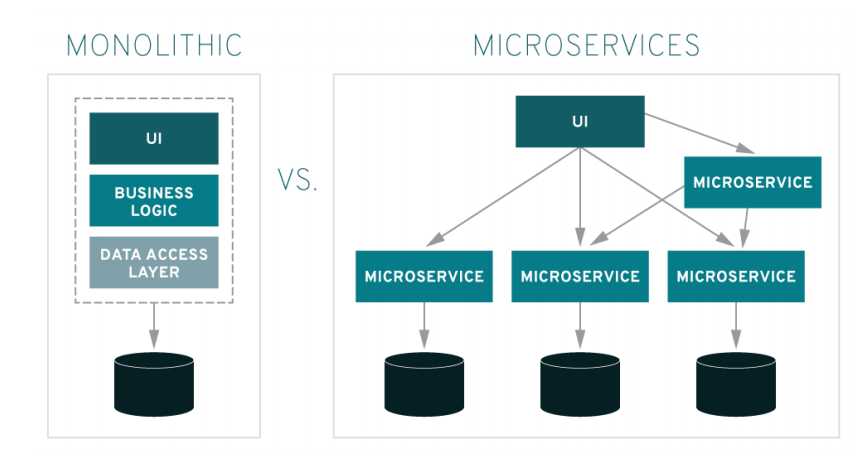 MONOLITHIC
UI
BUSINESS
LOGIC
DATA ACCESS
LAYER
VS.
MICROSERVICES
UI
MICROSERVICE
MICROSERVICE
MICROSERVICE
MICROSERVICE